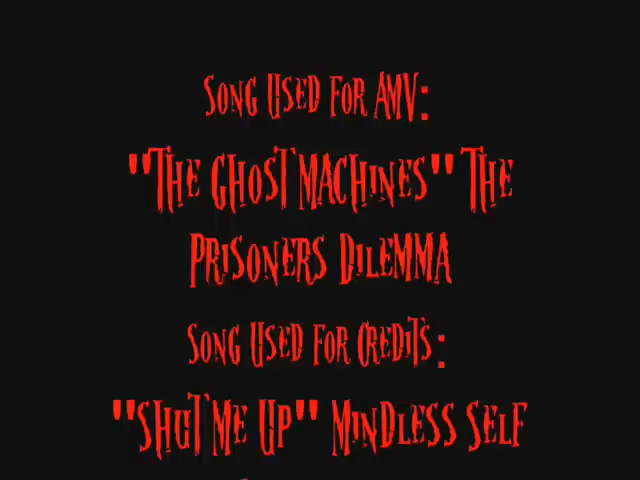 Song Used For AMV:
"The Ghost Machines" The
Prisoners Dilemma
Song Used For Credits:
"Shut Me Up" Mindless Self